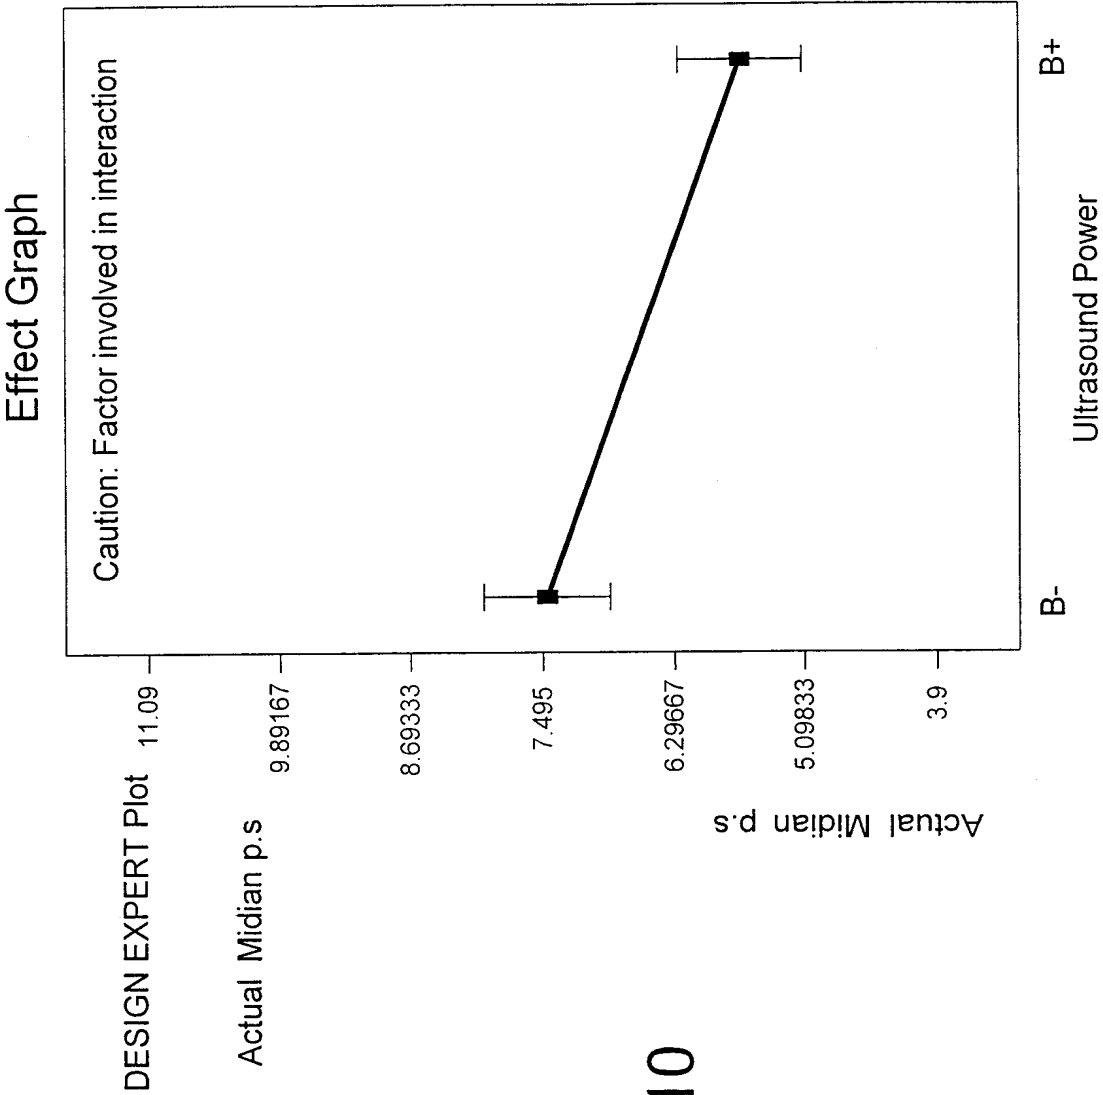 DESIGN EXPERT Plot
Actual Midian p.s
Effect Graph
Caution: Factor involved in interaction
11.09
9.89167
8.69333
7.495
6.29667
5.09833
3.9
Actual Midian p.s
B-
B+
Ultrasound Power
10